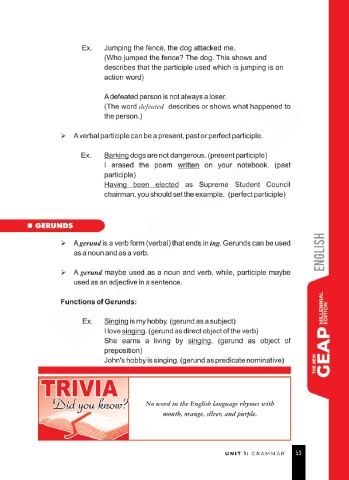 Ex. Jumping the fence, the dog attacked me.
(Who jumped the fence? The dog. This shows and
describes that the participle used which is jumping is an
action word)
A defeated person is not always a loser.
(The word defeated describes or shows what happened to
the person.)
➢ A verbal participle can be a present, past or perfect participle.
Ex. Barking dogs are not dangerous. (present participle)
I erased the poem written on your notebook. (past
participle)
Having been elected as Supreme Student Council
chairman, you should set the example. (perfect participle)
■ GERUNDS
➢ A gerund is a verb form (verbal) that ends in ing. Gerunds can be used
as a noun and as a verb.
➢ A gerund maybe used as a noun and verb, while, participle maybe
used as an adjective in a sentence.
Functions of Gerunds:
Ex. Singing is my hobby. (gerund as a subject)
I love singing. (gerund as direct object of the verb)
She earns a living by singing. (gerund as object of
preposition)
John's hobby is singing. (gerund as predicate nominative)
TRIVIA
Did you know?
No word in the English language rhymes with
month, orange, silver, and purple.
ENGLISH
THE NEW
GEAP MILLENNIAL
EDITION
UNIT 1: GRAMMAR 53